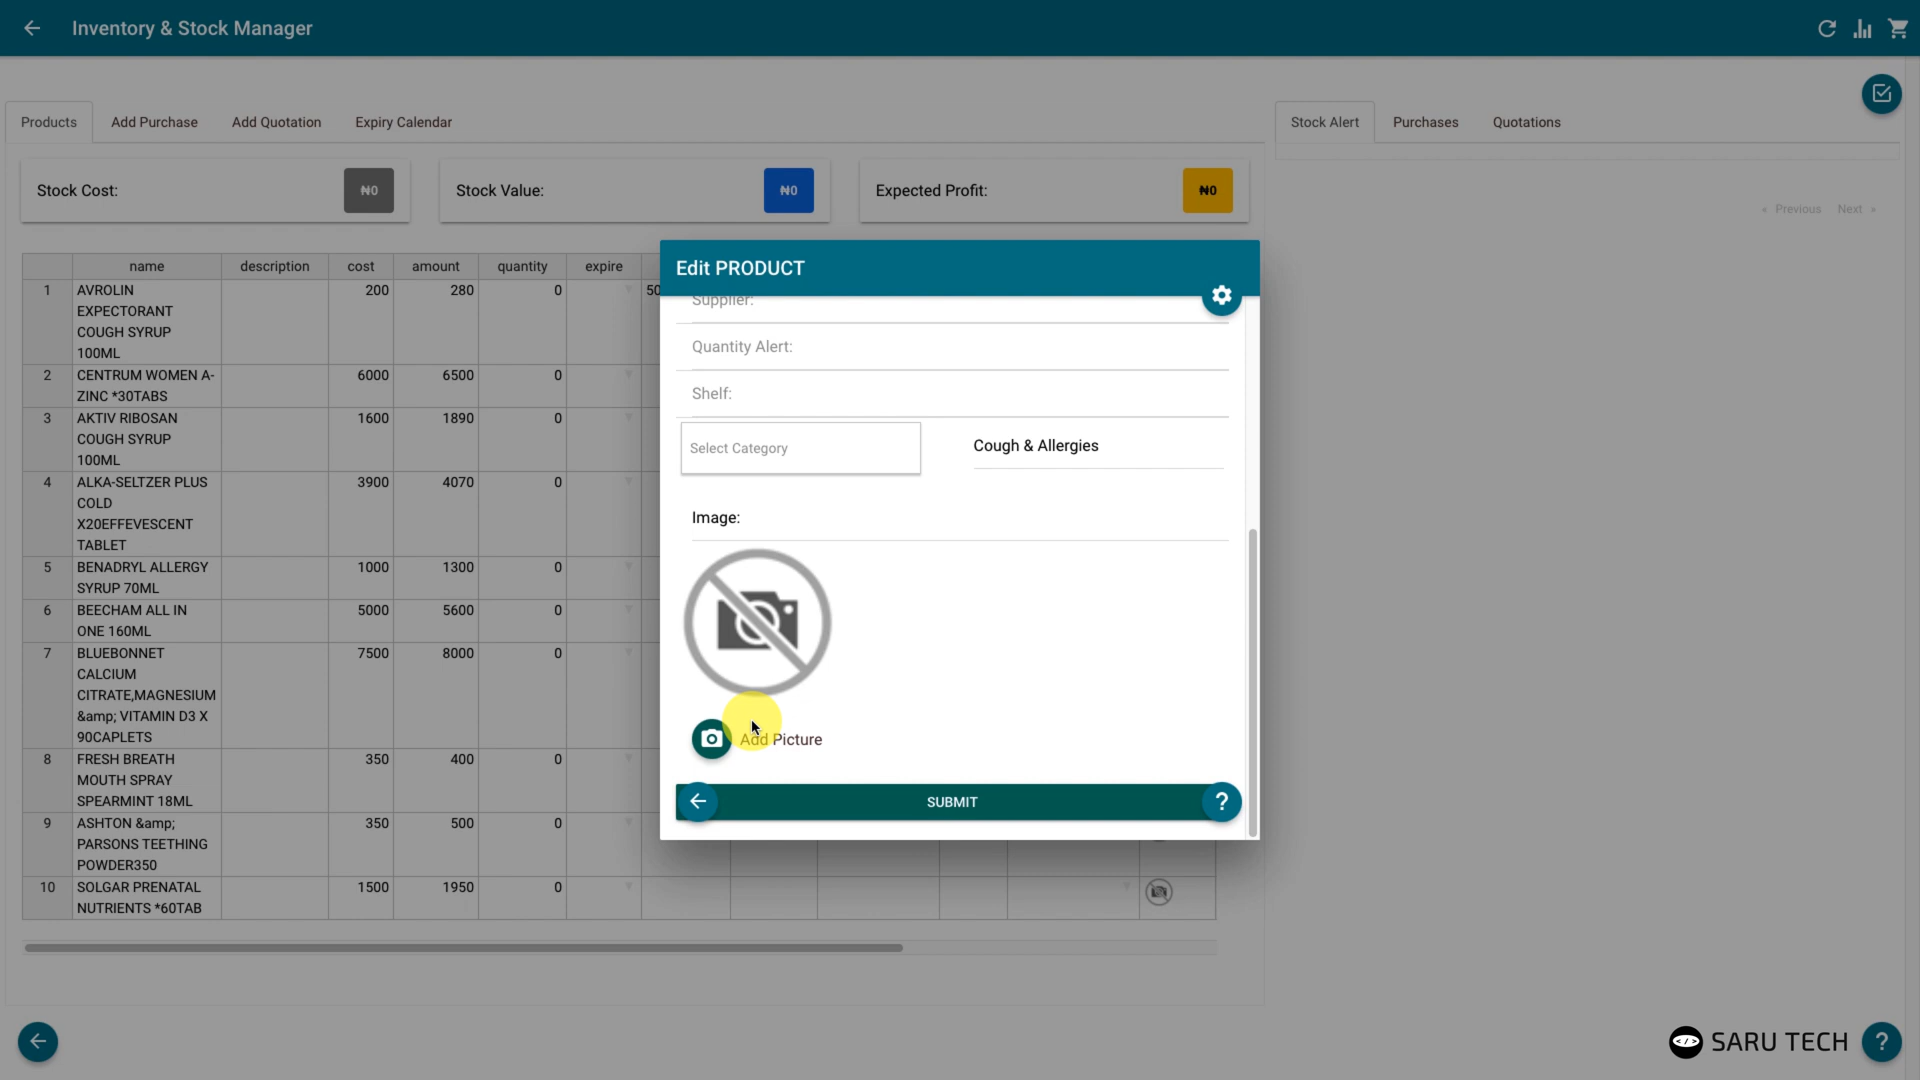 Inventory & Stock Manager
Products Add Purchase Add Quotation Expiry Calendar
Stock Alert Purchases Quotations
Stock Cost: ₦0 Stock Value: ₦0 Expected Profit: ₦0
« Previous Next »
name description cost amount quantity expire
1 AVROLIN 200 280 0 50
EXPECTORANT
COUGH SYRUP
100ML
2 CENTRUM WOMEN A- 6000 6500 0
ZINC *30TABS
3 AKTIV RIBOSAN 1600 1890 0
COUGH SYRUP
100ML
4 ALKA-SELTZER PLUS 3900 4070 0
COLD
X20EFFEVESCENT
TABLET
5 BENADRYL ALLERGY 1000 1300 0
SYRUP 70ML
6 BEECHAM ALL IN 5000 5600 0
ONE 160ML
7 BLUEBONNET 7500 8000 0
CALCIUM
CITRATE,MAGNESIUM
&amp; VITAMIN D3 X
90CAPLETS
8 FRESH BREATH 350 400 0
MOUTH SPRAY
SPEARMINT 18ML
9 ASHTON &amp; 350 500 0
PARSONS TEETHING
POWDER350
10 SOLGAR PRENATAL 1500 1950 0
NUTRIENTS *60TAB
Edit PRODUCT
Supplier:
Quantity Alert:
Shelf:
Select Category Cough & Allergies
Image:
Add Picture
SUBMIT
?
SARU TECH ?